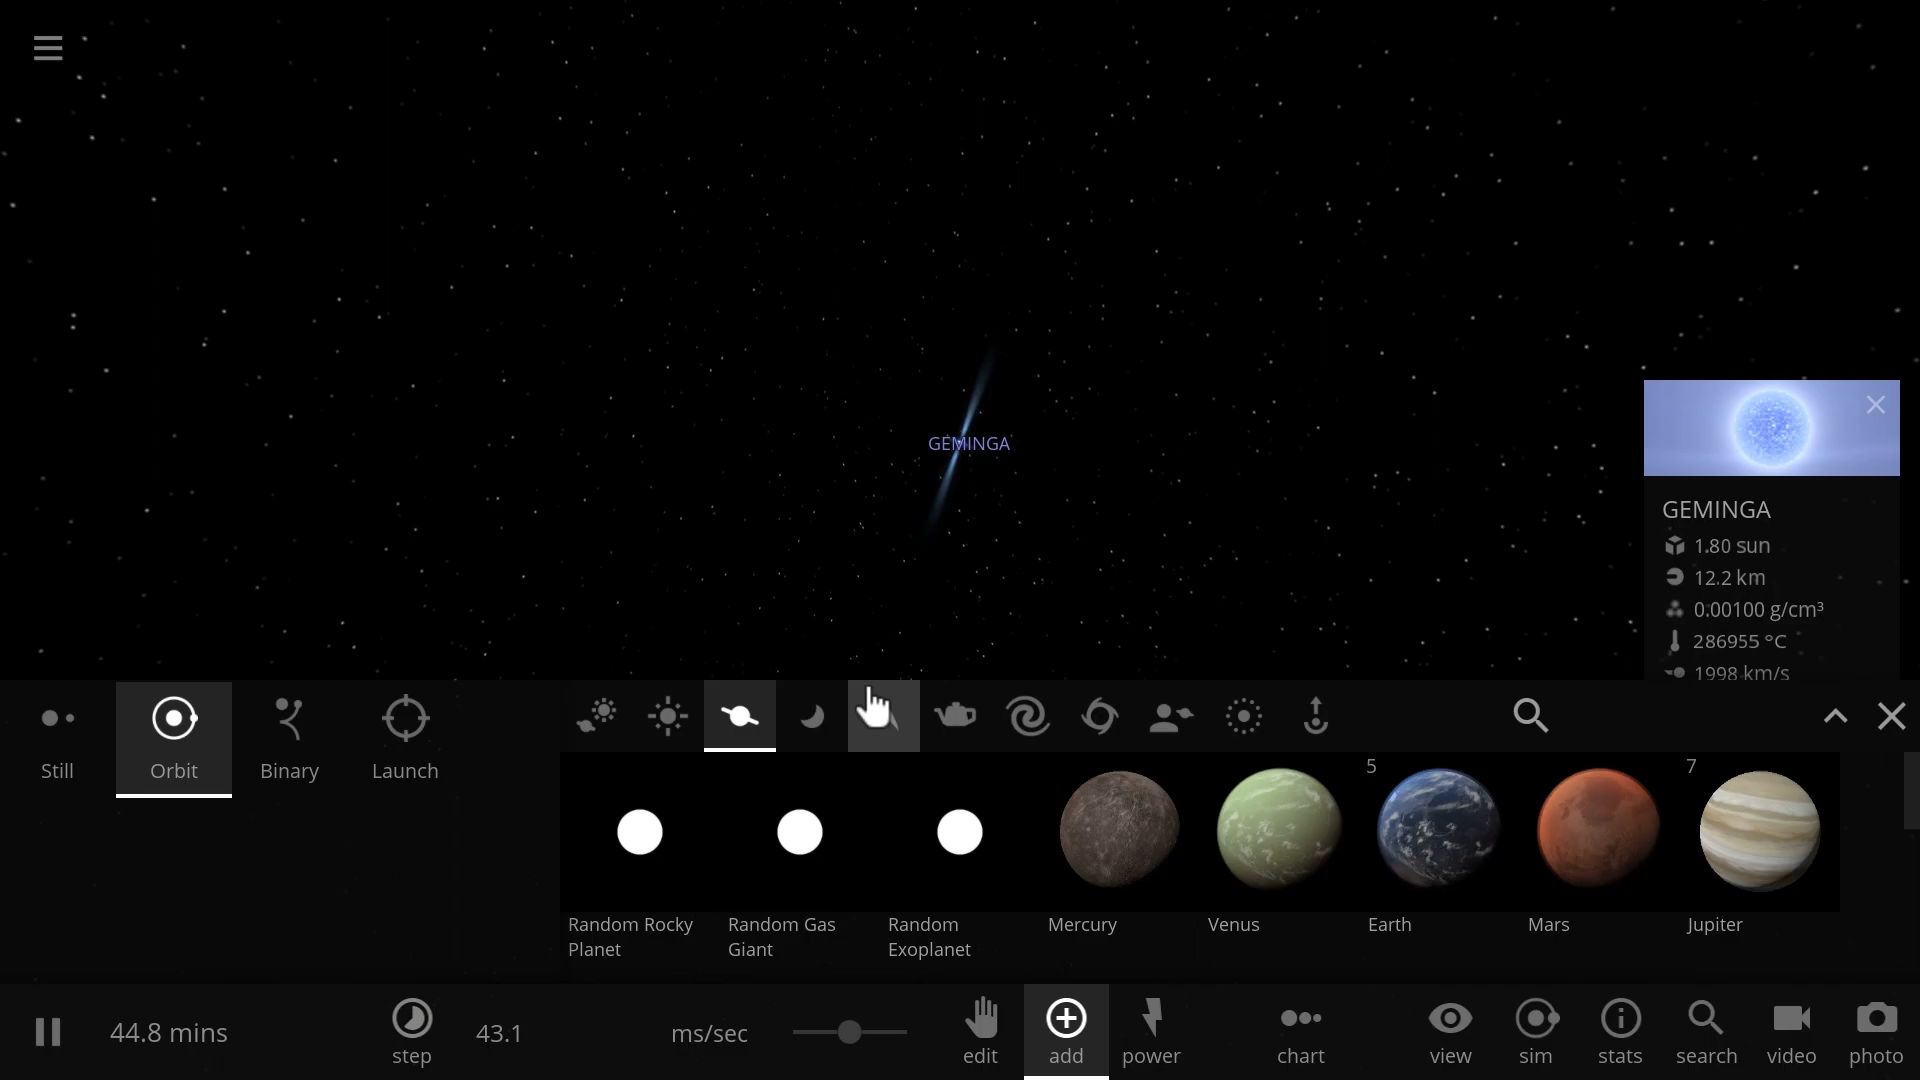 GEMINGA
GEMINGA
1.80 sun
12.2 km
0.00100 g/cm³
286955 °C
1998 km/s
Still
Orbit
Binary
Launch
5
7
Random Rocky
Planet
Random Gas
Giant
Random
Exoplanet
Mercury
Venus
Earth
Mars
Jupiter
44.8 mins
step
43.1
ms/sec
edit
add
power
chart
view
sim
stats
search
video
photo